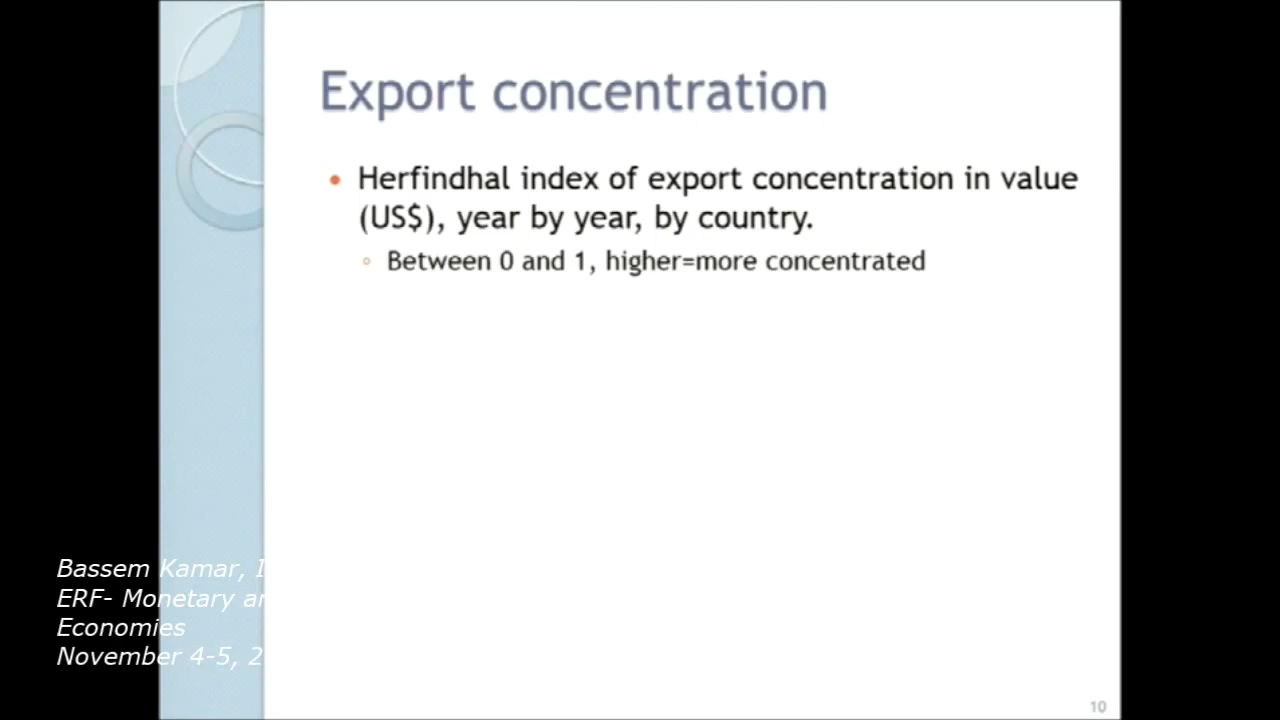 Export concentration
• Herfindhal index of export concentration in value
(US$), year by year, by country.
◦ Between 0 and 1, higher=more concentrated
Bassem Kamar,
ERF- Monetary
Economies
November 4-5,
10